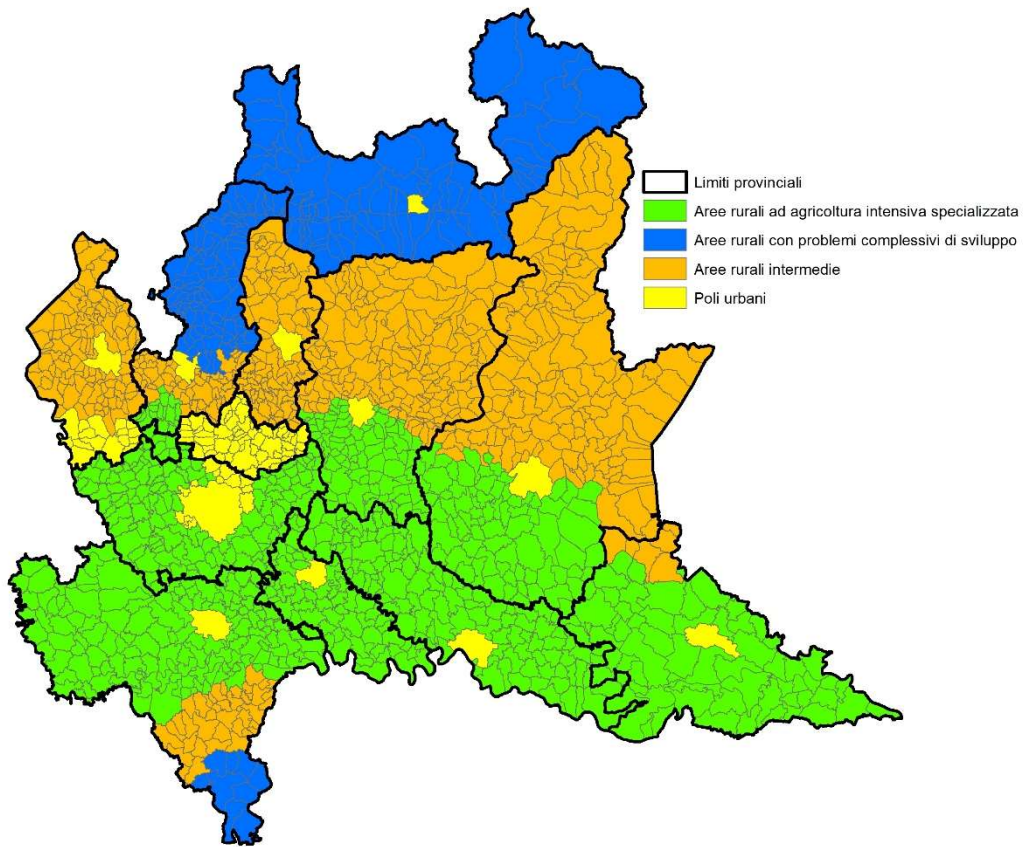 Limiti provinciali
Aree rurali ad agricoltura intensiva specializzata
Aree rurali con problemi complessivi di sviluppo
Aree rurali intermedie
Poli urbani